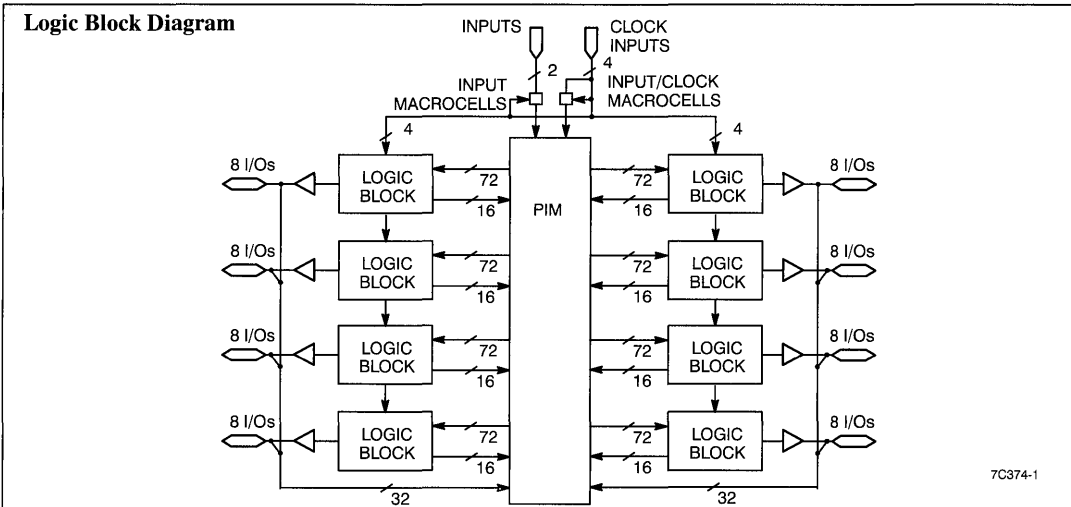 Logic Block Diagram
INPUTS
CLOCK
INPUTS
2
4
INPUT
MACROCELLS
INPUT/CLOCK
MACROCELLS
4
4
8 I/Os
LOGIC
BLOCK
72
16
PIM
72
16
LOGIC
BLOCK
8 I/Os
8 I/Os
LOGIC
BLOCK
72
16
72
16
LOGIC
BLOCK
8 I/Os
8 I/Os
LOGIC
BLOCK
72
16
72
16
LOGIC
BLOCK
8 I/Os
8 I/Os
LOGIC
BLOCK
72
16
72
16
LOGIC
BLOCK
8 I/Os
32
32
7C374-1